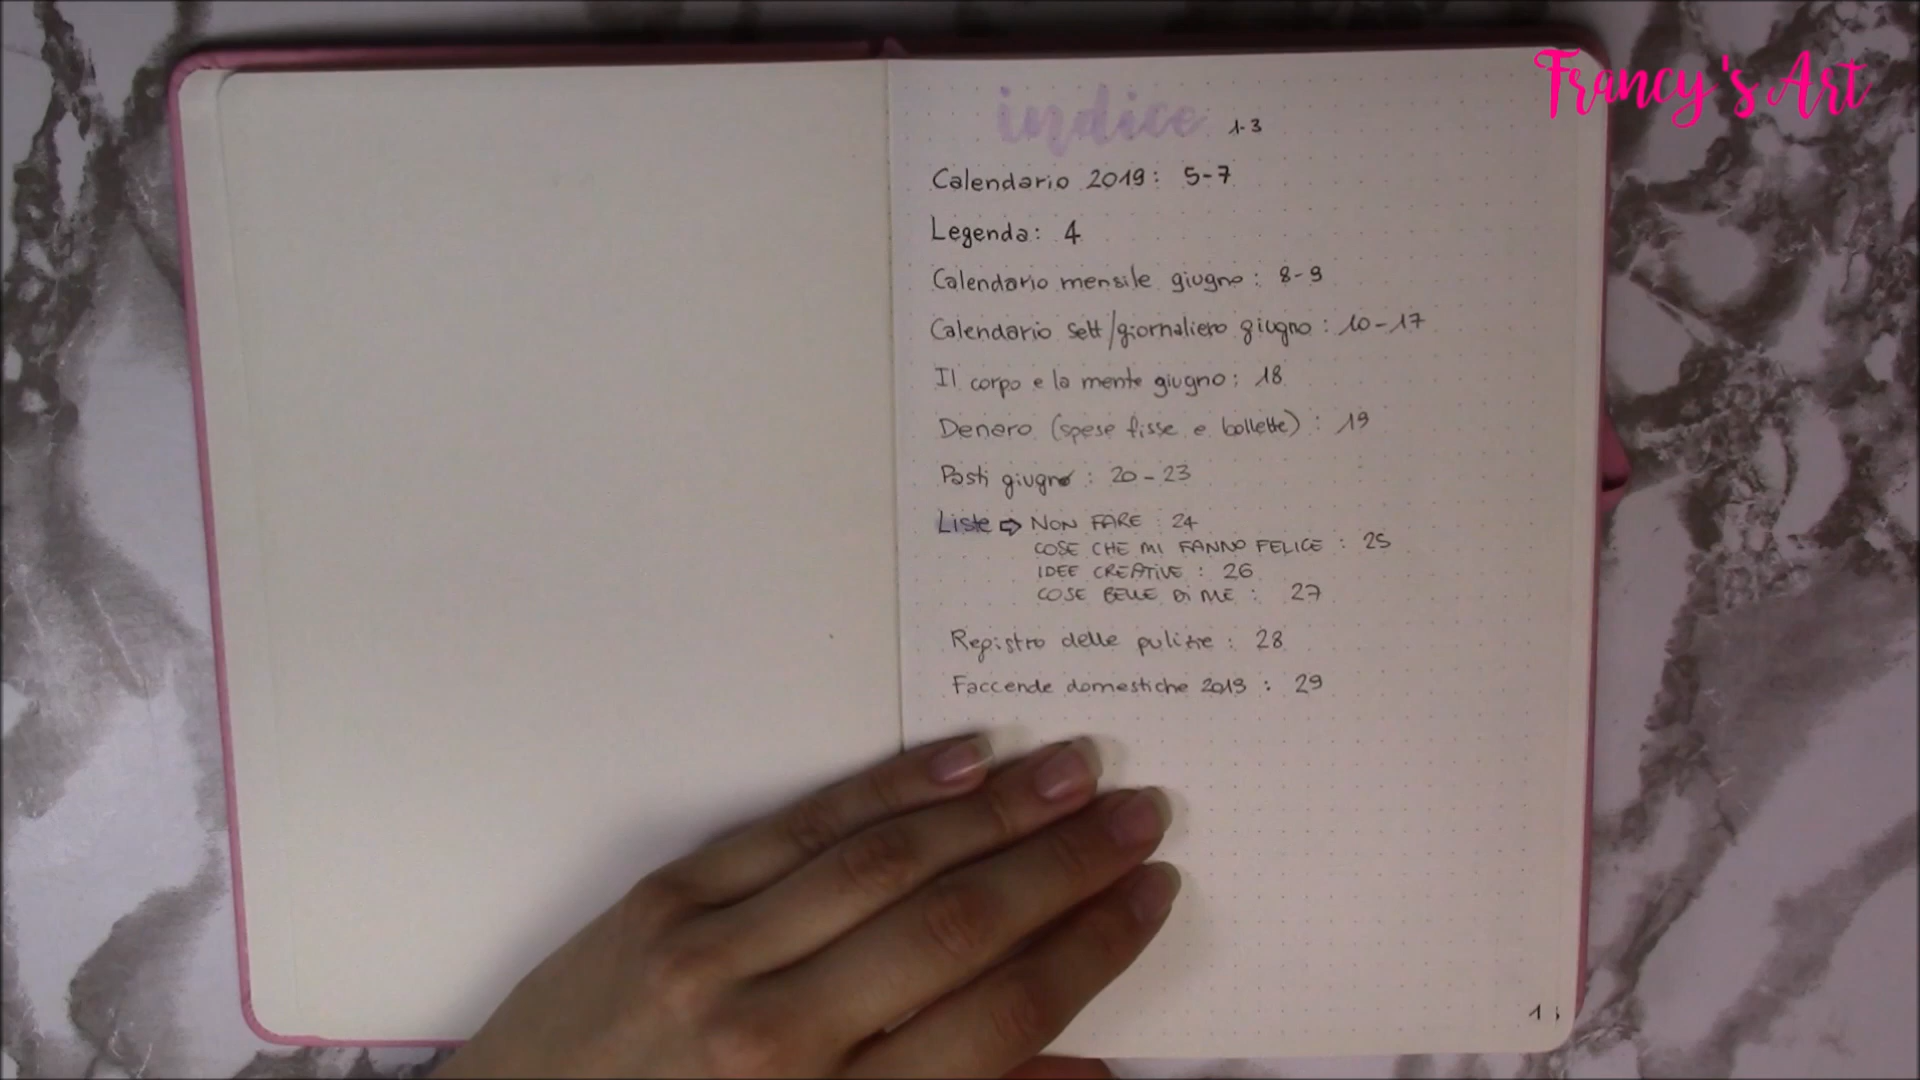 Francy's Art
indice 1-3
Calendario 2019: 5-7
Legenda: 4
Calendario mensile giugno: 8-9
Calendario sett/giornaliero giugno: 10-17
Il corpo e la mente giugno: 18
Denero (spese fisse e bollette): 19
Pasti giugno: 20-23
Liste ⇨ NON FARE: 24
COSE CHE MI FANNO FELICE: 25
IDEE CREATIVE: 26
COSE BELLE DI ME: 27
Registro delle pulizie: 28
Faccende domestiche 2019: 29
1